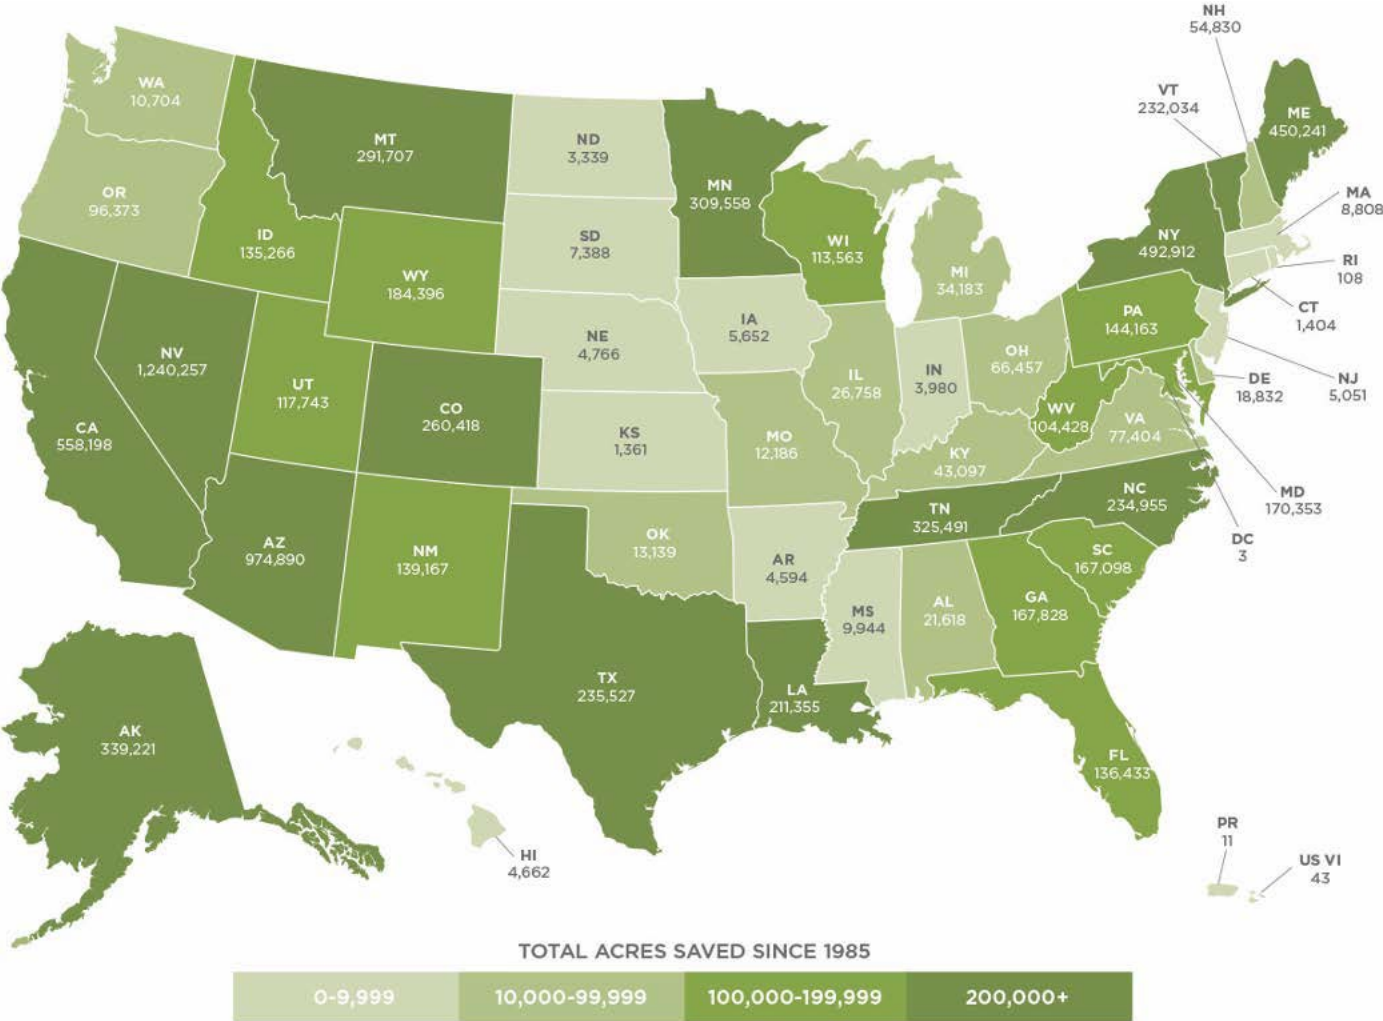 NH
54,830
VT
232,034
ME
450,241
WA
10,704
MT
291,707
ND
3,339
MN
309,558
OR
96,373
ID
135,266
SD
7,388
WI
113,563
MI
34,183
NY
492,912
MA
8,808
RI
108
CT
1,404
WY
184,396
NE
4,766
IA
5,652
PA
144,163
NV
1,240,257
UT
117,743
CO
260,418
IL
26,758
IN
3,980
OH
66,457
DE
18,832
NJ
5,051
CA
558,198
KS
1,361
MO
12,186
KY
43,097
WV
104,428
VA
77,404
MD
170,353
DC
3
AZ
974,890
NM
139,167
OK
13,139
AR
4,594
TN
325,491
NC
234,955
SC
167,098
MS
9,944
AL
21,618
GA
167,828
TX
235,527
LA
211,355
FL
136,433
AK
339,221
HI
4,662
PR
11
US VI
43
TOTAL ACRES SAVED SINCE 1985
0-9,999
10,000-99,999
100,000-199,999
200,000+